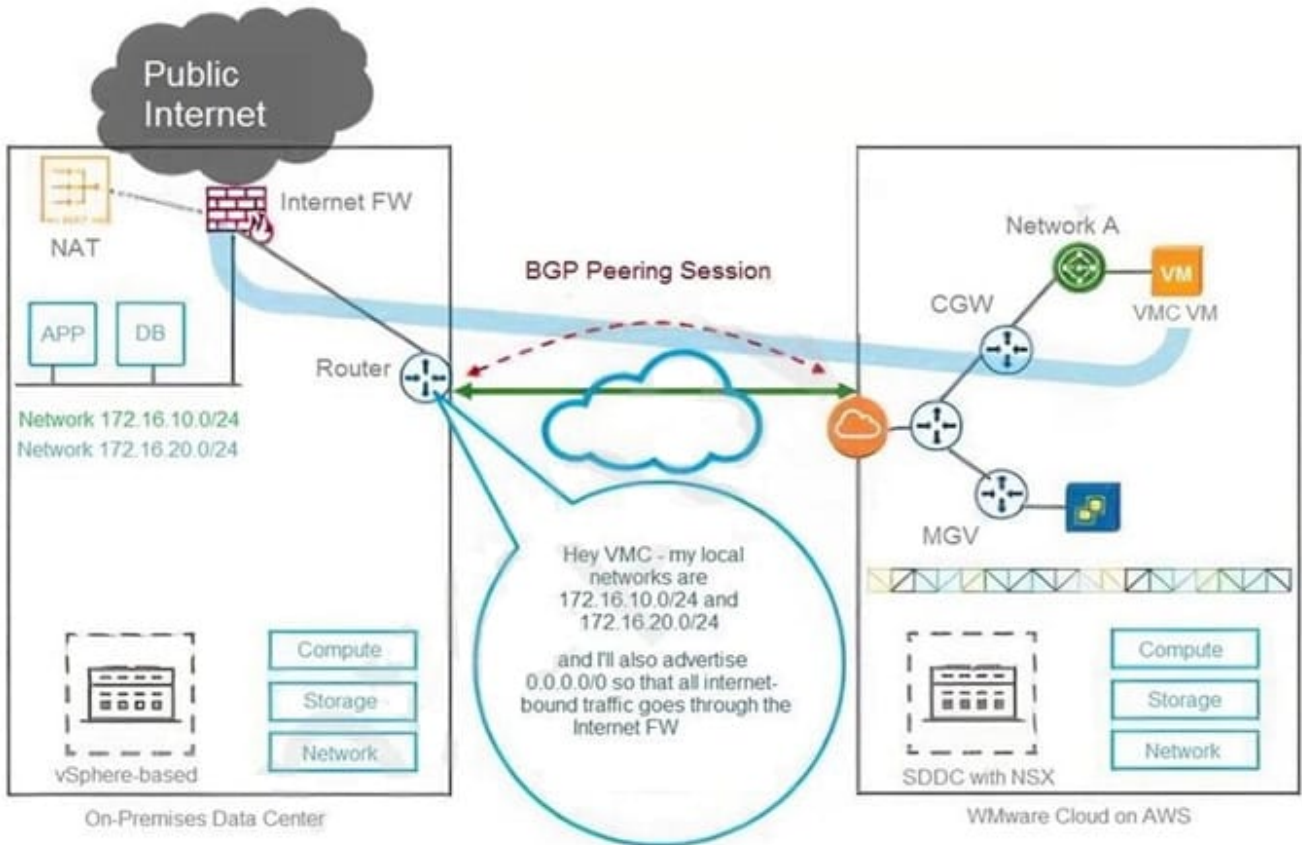 Public
Internet
NAT
Internet FW
APP
DB
Network 172.16.10.0/24
Network 172.16.20.0/24
Router
BGP Peering Session
Network A
VM
VMC VM
CGW
MGV
Hey VMC - my local
networks are
172.16.10.0/24 and
172.16.20.0/24
and I'll also advertise
0.0.0.0/0 so that all internet-
bound traffic goes through the
Internet FW
vSphere-based
Compute
Storage
Network
On-Premises Data Center
SDDC with NSX
Compute
Storage
Network
WMware Cloud on AWS